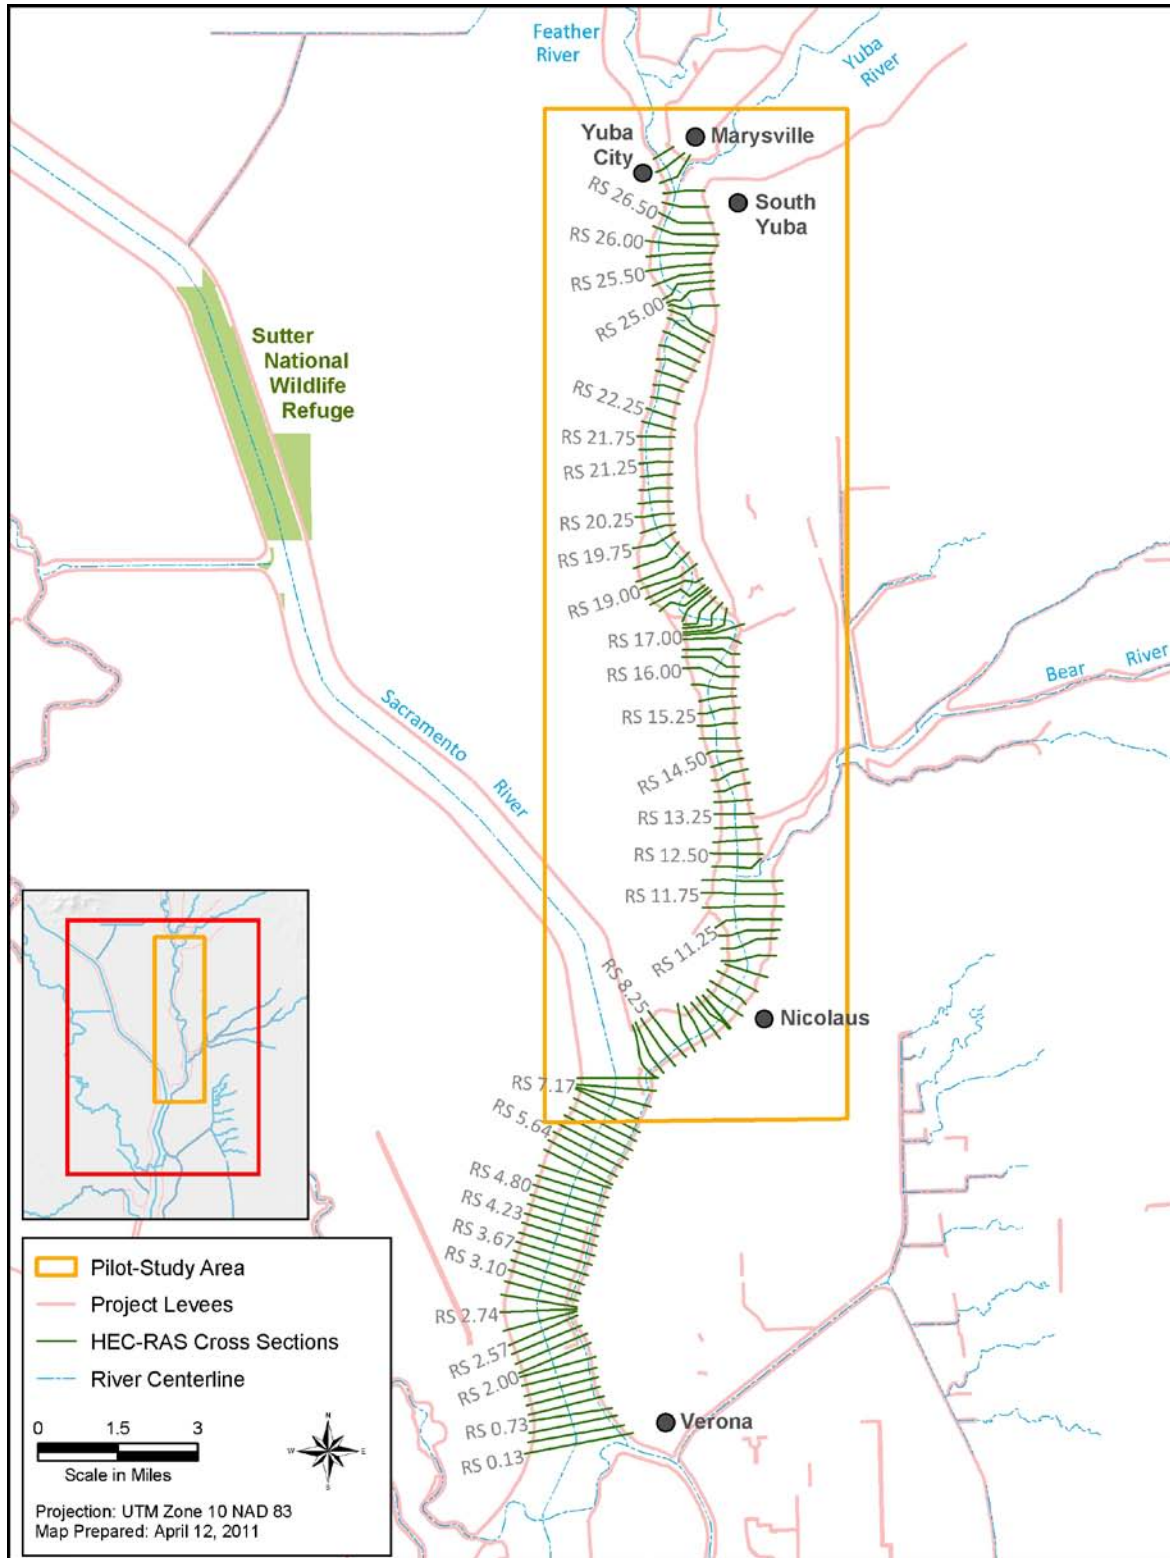 Feather
River
Yuba
River
Yuba
City
Marysville
South
Yuba
RS 26.50
RS 26.00
RS 25.50
RS 25.00
Sutter
National
Wildlife
Refuge
RS 22.25
RS 21.75
RS 21.25
RS 20.25
RS 19.75
RS 19.00
RS 17.00
RS 16.00
Bear River
Sacramento
River
RS 15.25
RS 14.50
RS 13.25
RS 12.50
RS 11.75
RS 11.25
RS 8.25
Nicolaus
RS 7.17
RS 5.64
RS 4.80
RS 4.23
RS 3.67
RS 3.10
RS 2.74
RS 2.57
RS 2.00
RS 0.73
RS 0.13
Verona
Pilot-Study Area
Project Levees
HEC-RAS Cross Sections
River Centerline
0 1.5 3
Scale in Miles
N
W E
S
Projection: UTM Zone 10 NAD 83
Map Prepared: April 12, 2011